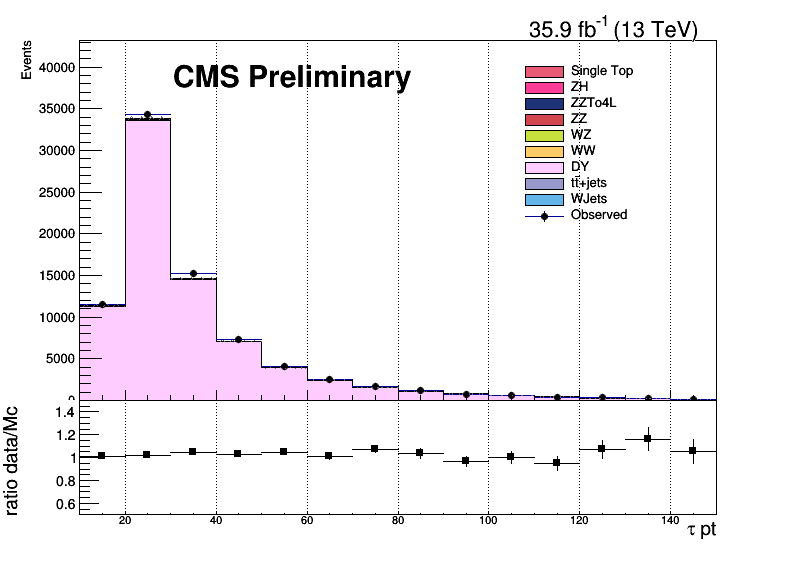 35.9 fb⁻¹ (13 TeV)
Events
CMS Preliminary
40000
35000
30000
25000
20000
15000
10000
5000
0
Single Top
ZH
ZZTo4L
ZZ
WZ
WW
DY
tt̄+jets
WJets
Observed
ratio data/Mc
1.4
1.2
1
0.8
0.6
20 40 60 80 100 120 140
τ pt